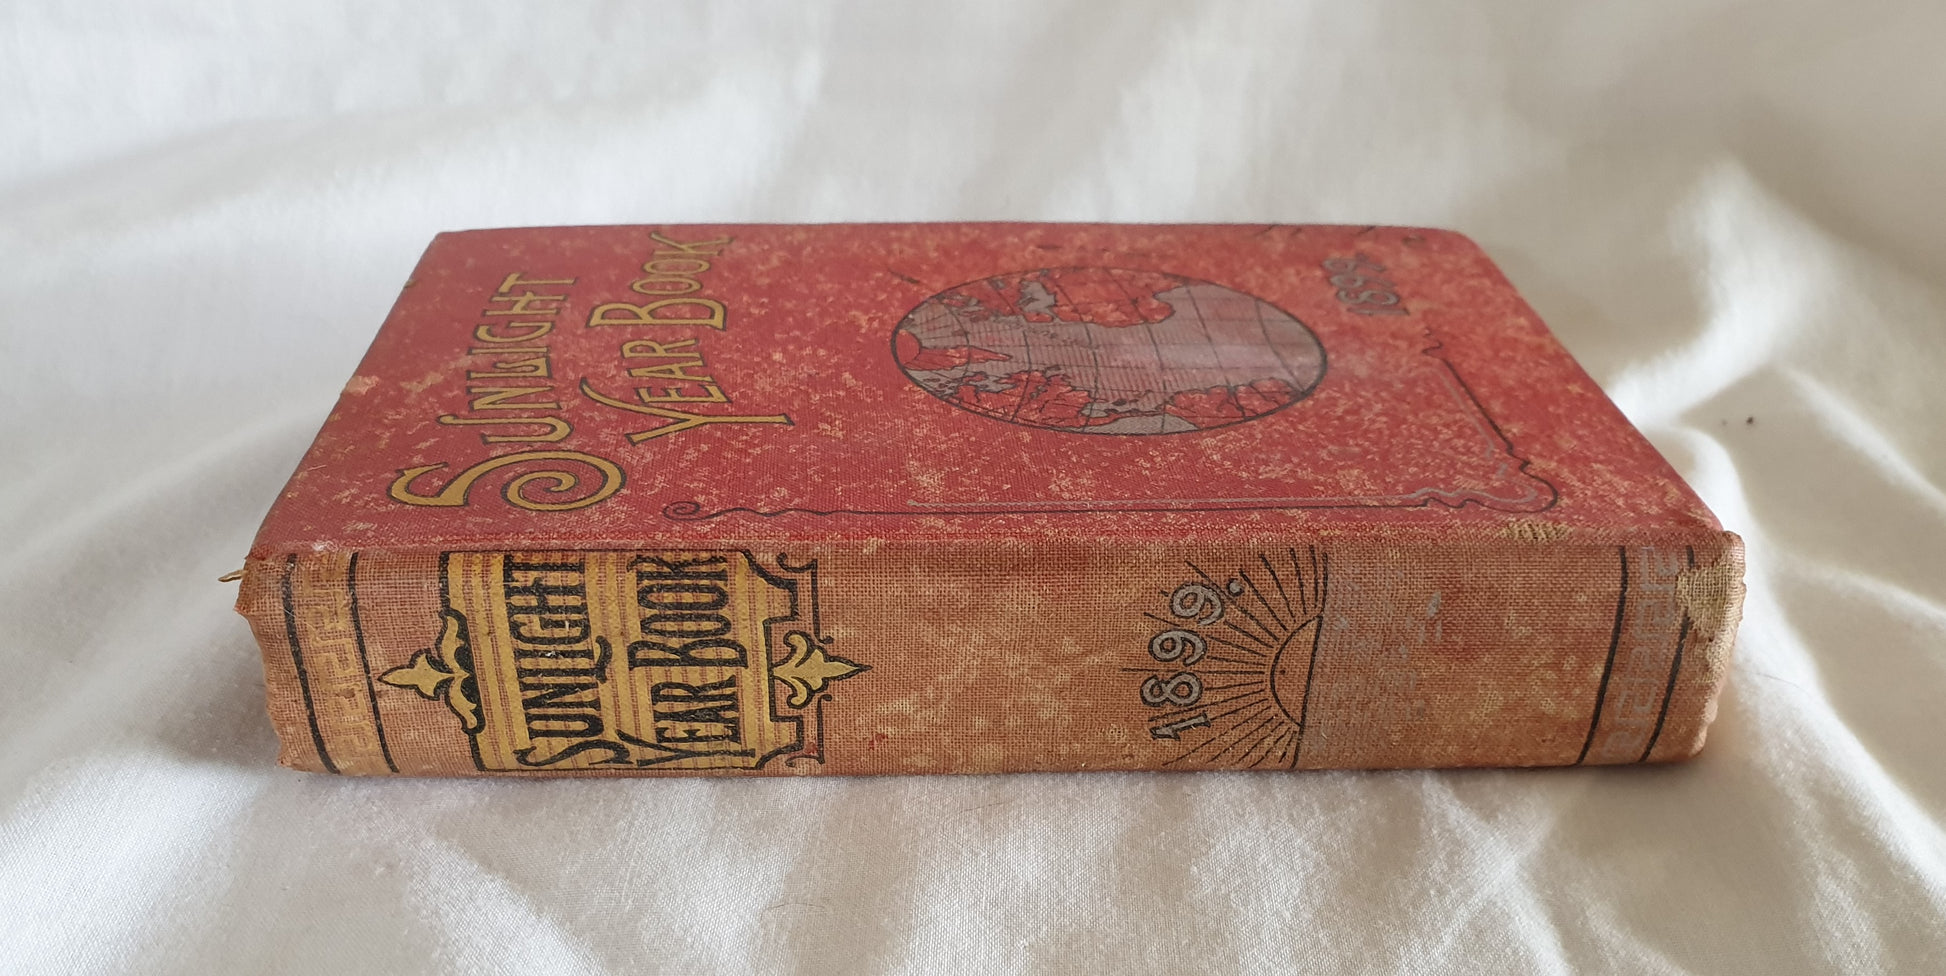 SUNLIGHT
YEAR BOOK
1899
SUNLIGHT
YEAR BOOK
1899.